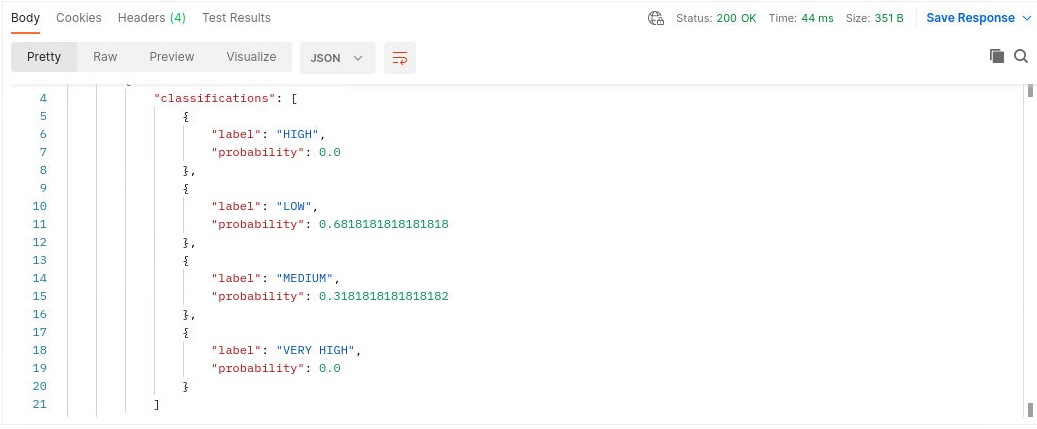 Body Cookies Headers (4) Test Results Status: 200 OK Time: 44 ms Size: 351 B Save Response
Pretty Raw Preview Visualize JSON
4 "classifications": [
5 {
6 "label": "HIGH",
7 "probability": 0.0
8 },
9 {
10 "label": "LOW",
11 "probability": 0.6818181818181818
12 },
13 {
14 "label": "MEDIUM",
15 "probability": 0.3181818181818182
16 },
17 {
18 "label": "VERY HIGH",
19 "probability": 0.0
20 }
21 ]